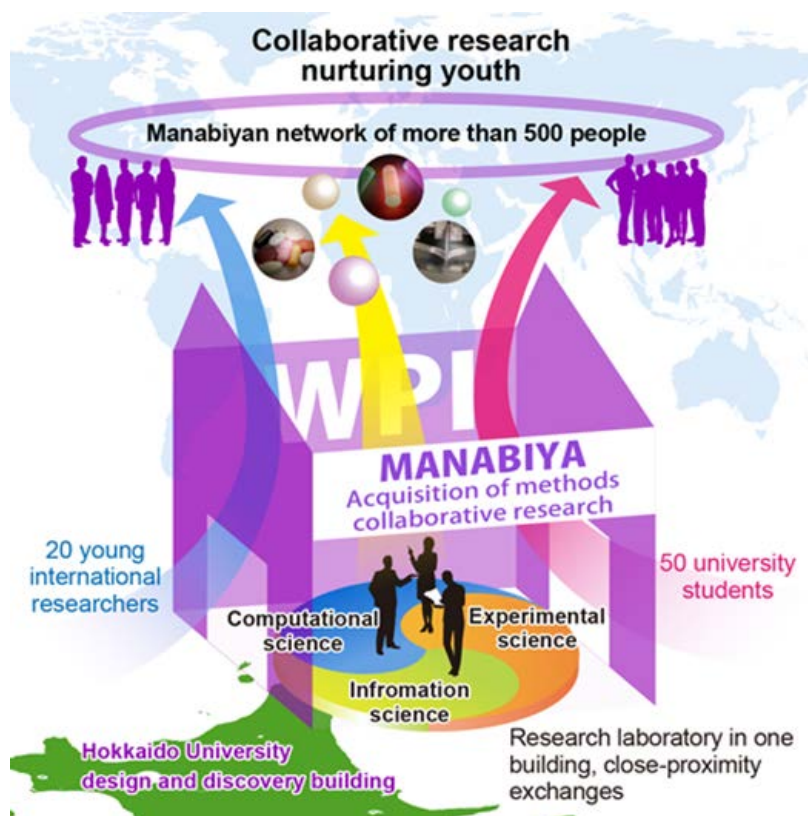 Collaborative research
nurturing youth
Manabiyan network of more than 500 people
WPI
MANABIYA
Acquisition of methods
collaborative research
20 young
international
researchers
50 university
students
Computational
science
Experimental
science
Infromation
science
Hokkaido University
design and discovery building
Research laboratory in one
building, close-proximity
exchanges